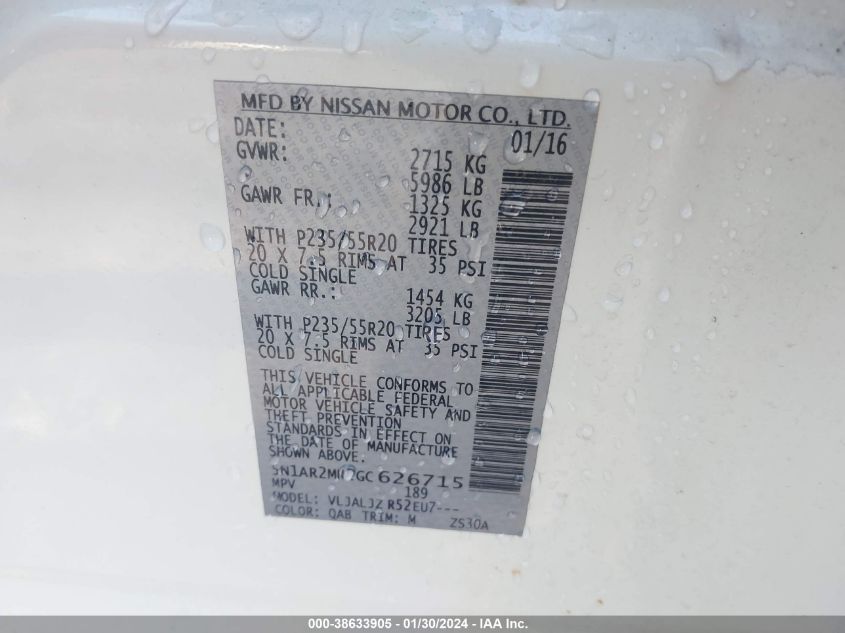 MFD BY NISSAN MOTOR CO., LTD.
DATE: 01/16
GVWR: 2715 KG
5986 LB
GAWR FR.: 1325 KG
2921 LB
WITH P235/55R20 TIRES
20 X 7.5 RIMS AT 35 PSI
COLD SINGLE
GAWR RR.: 1454 KG
3205 LB
WITH P235/55R20 TIRES
20 X 7.5 RIMS AT 35 PSI
COLD SINGLE
THIS VEHICLE CONFORMS TO
ALL APPLICABLE FEDERAL
MOTOR VEHICLE SAFETY AND
THEFT PREVENTION
STANDARDS IN EFFECT ON
THE DATE OF MANUFACTURE
SHOWN ABOVE.
626715
MPV 189
MODEL: VLJALJZ R52EU7---
COLOR: QAB TRIM: M ZS30A
000-38633905 - 01/30/2024 - IAA Inc.